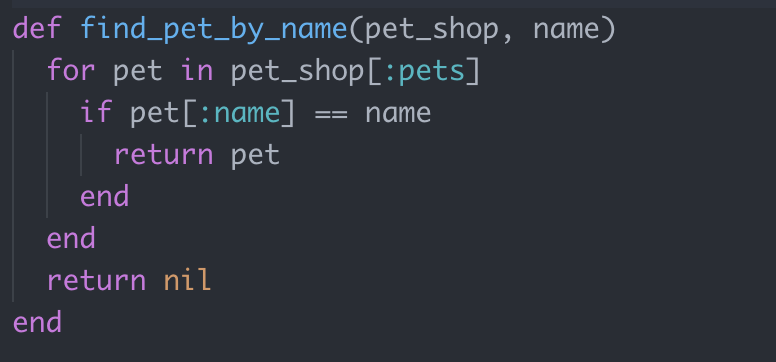 def find_pet_by_name(pet_shop, name)
  for pet in pet_shop[:pets]
    if pet[:name] == name
      return pet
    end
  end
  return nil
end